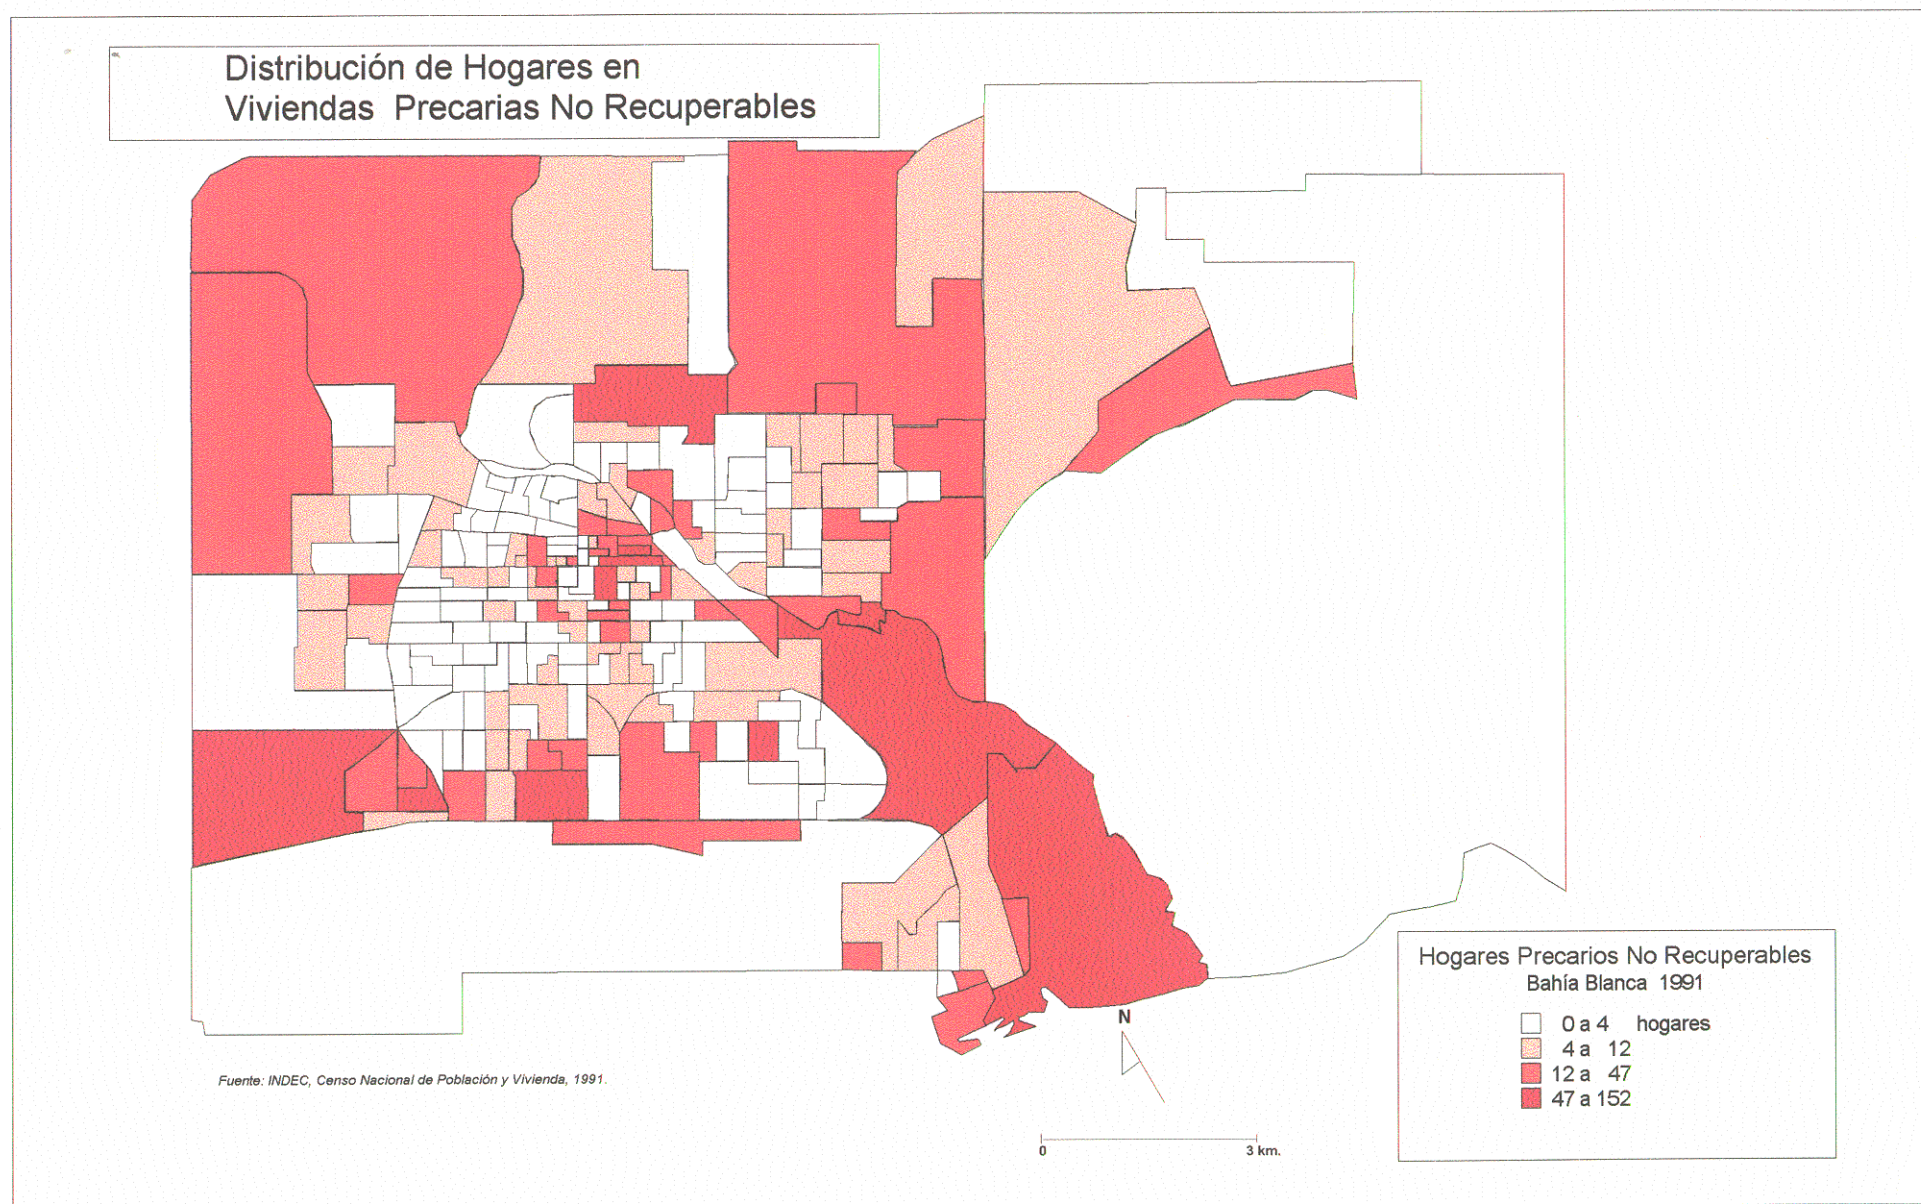 Distribución de Hogares en
Viviendas Precarias No Recuperables
Hogares Precarios No Recuperables
Bahía Blanca 1991
0 a 4 hogares
4 a 12
12 a 47
47 a 152
N
Fuente: INDEC, Censo Nacional de Población y Vivienda, 1991.
0 3 km.